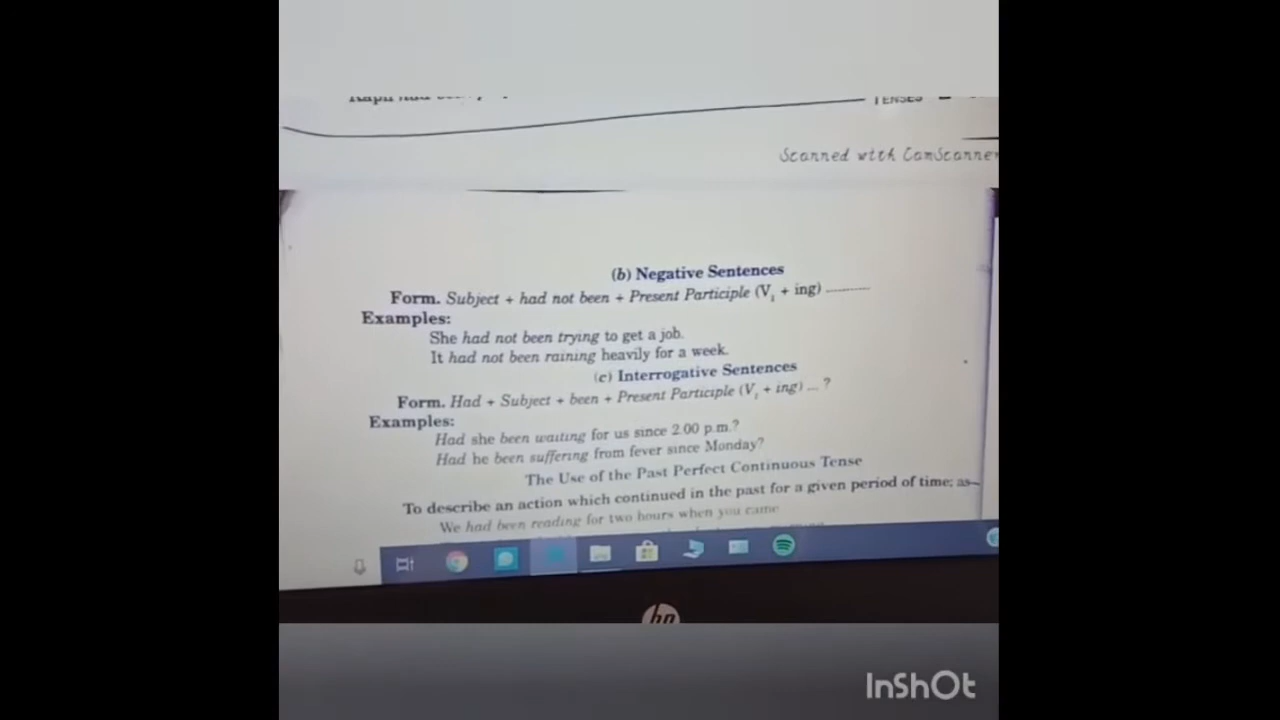 TENSES
Scanned with CamScanner
(b) Negative Sentences
Form. Subject + had not been + Present Participle (V₁ + ing) ............
Examples:
She had not been trying to get a job.
It had not been raining heavily for a week.
(c) Interrogative Sentences
Form. Had + Subject + been + Present Participle (V₁ + ing) ... ?
Examples:
Had she been waiting for us since 2.00 p.m.?
Had he been suffering from fever since Monday?
The Use of the Past Perfect Continuous Tense
To describe an action which continued in the past for a given period of time; as—
We had been reading for two hours when you came
hp
InShOt